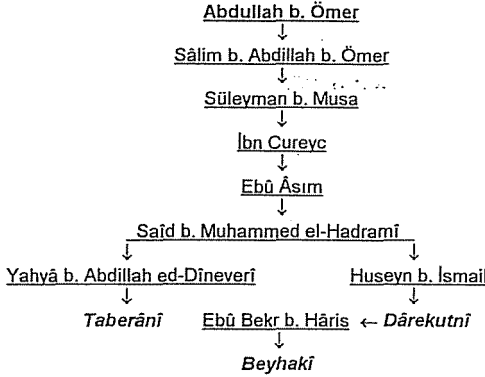 Abdullah b. Ömer
↓
Sâlim b. Abdillah b. Ömer
↓
Süleyman b. Musa
↓
İbn Cureyc
↓
Ebû Âsım
↓
Saîd b. Muhammed el-Hadramî
↓ ↓
Yahyâ b. Abdillah ed-Dîneverî Huseyn b. İsmail
↓ ↓
Taberânî Ebû Bekr b. Hâris ← Dârekutnî
↓
Beyhakî